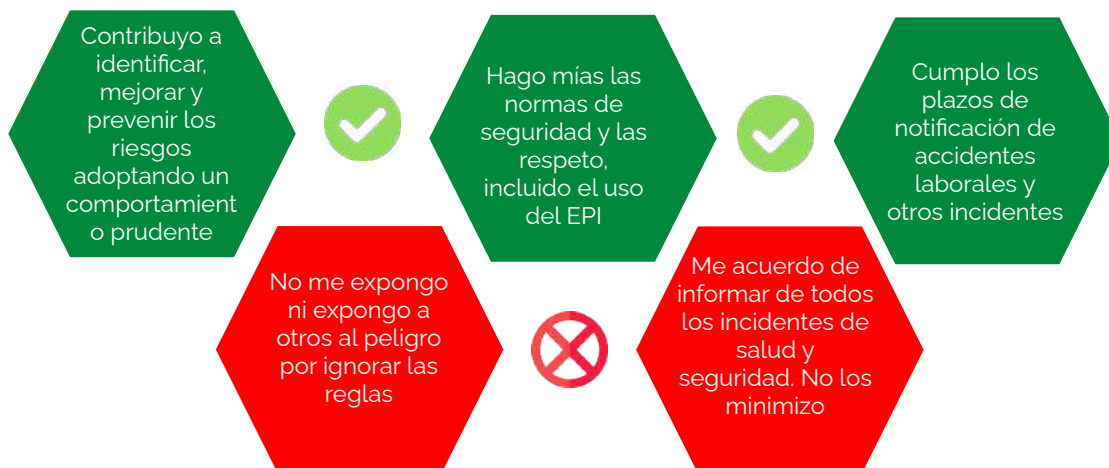 Contribuyo a
identificar,
mejorar y
prevenir los
riesgos
adoptando un
comportamient
o prudente
Hago mías las
normas de
seguridad y las
respeto,
incluido el uso
del EPI
Cumplo los
plazos de
notificación de
accidentes
laborales y
otros incidentes
No me expongo
ni expongo a
otros al peligro
por ignorar las
reglas
Me acuerdo de
informar de todos
los incidentes de
salud y
seguridad. No los
minimizo